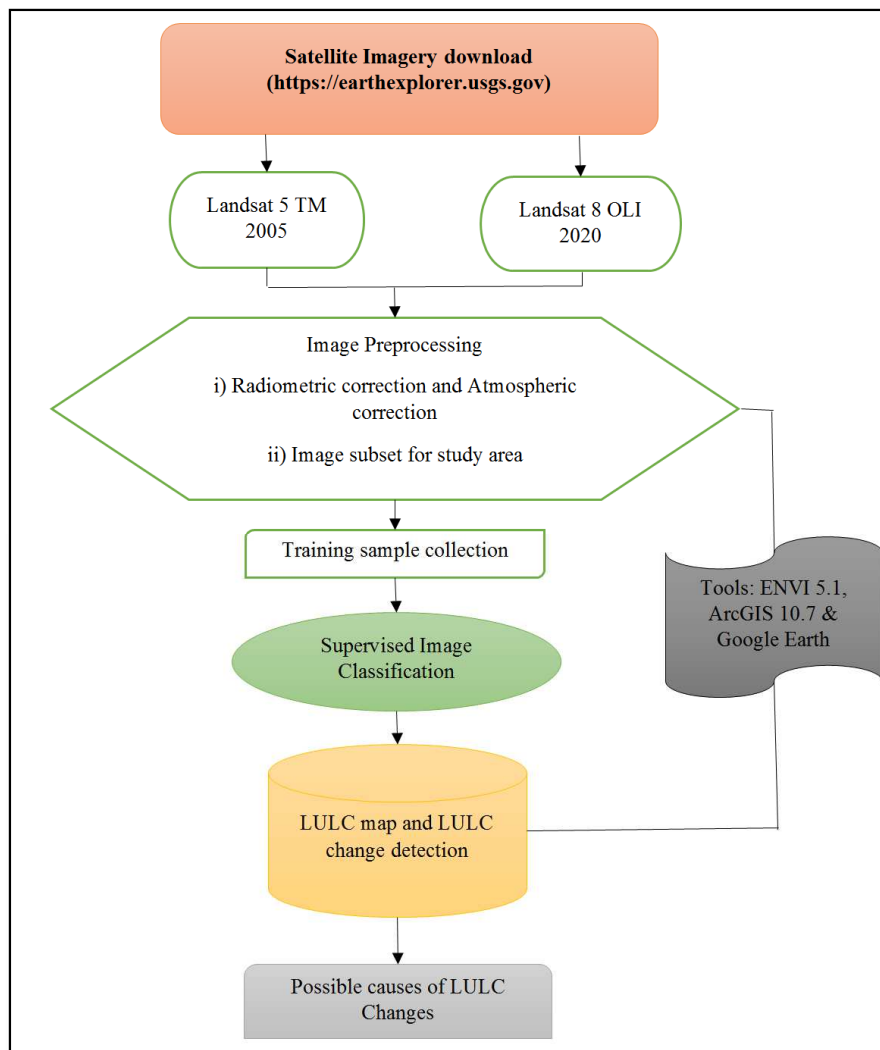 Satellite Imagery download
(https://earthexplorer.usgs.gov)
Landsat 5 TM
2005
Landsat 8 OLI
2020
Image Preprocessing
i) Radiometric correction and Atmospheric
correction
ii) Image subset for study area
Training sample collection
Tools: ENVI 5.1,
ArcGIS 10.7 &
Google Earth
Supervised Image
Classification
LULC map and LULC
change detection
Possible causes of LULC
Changes